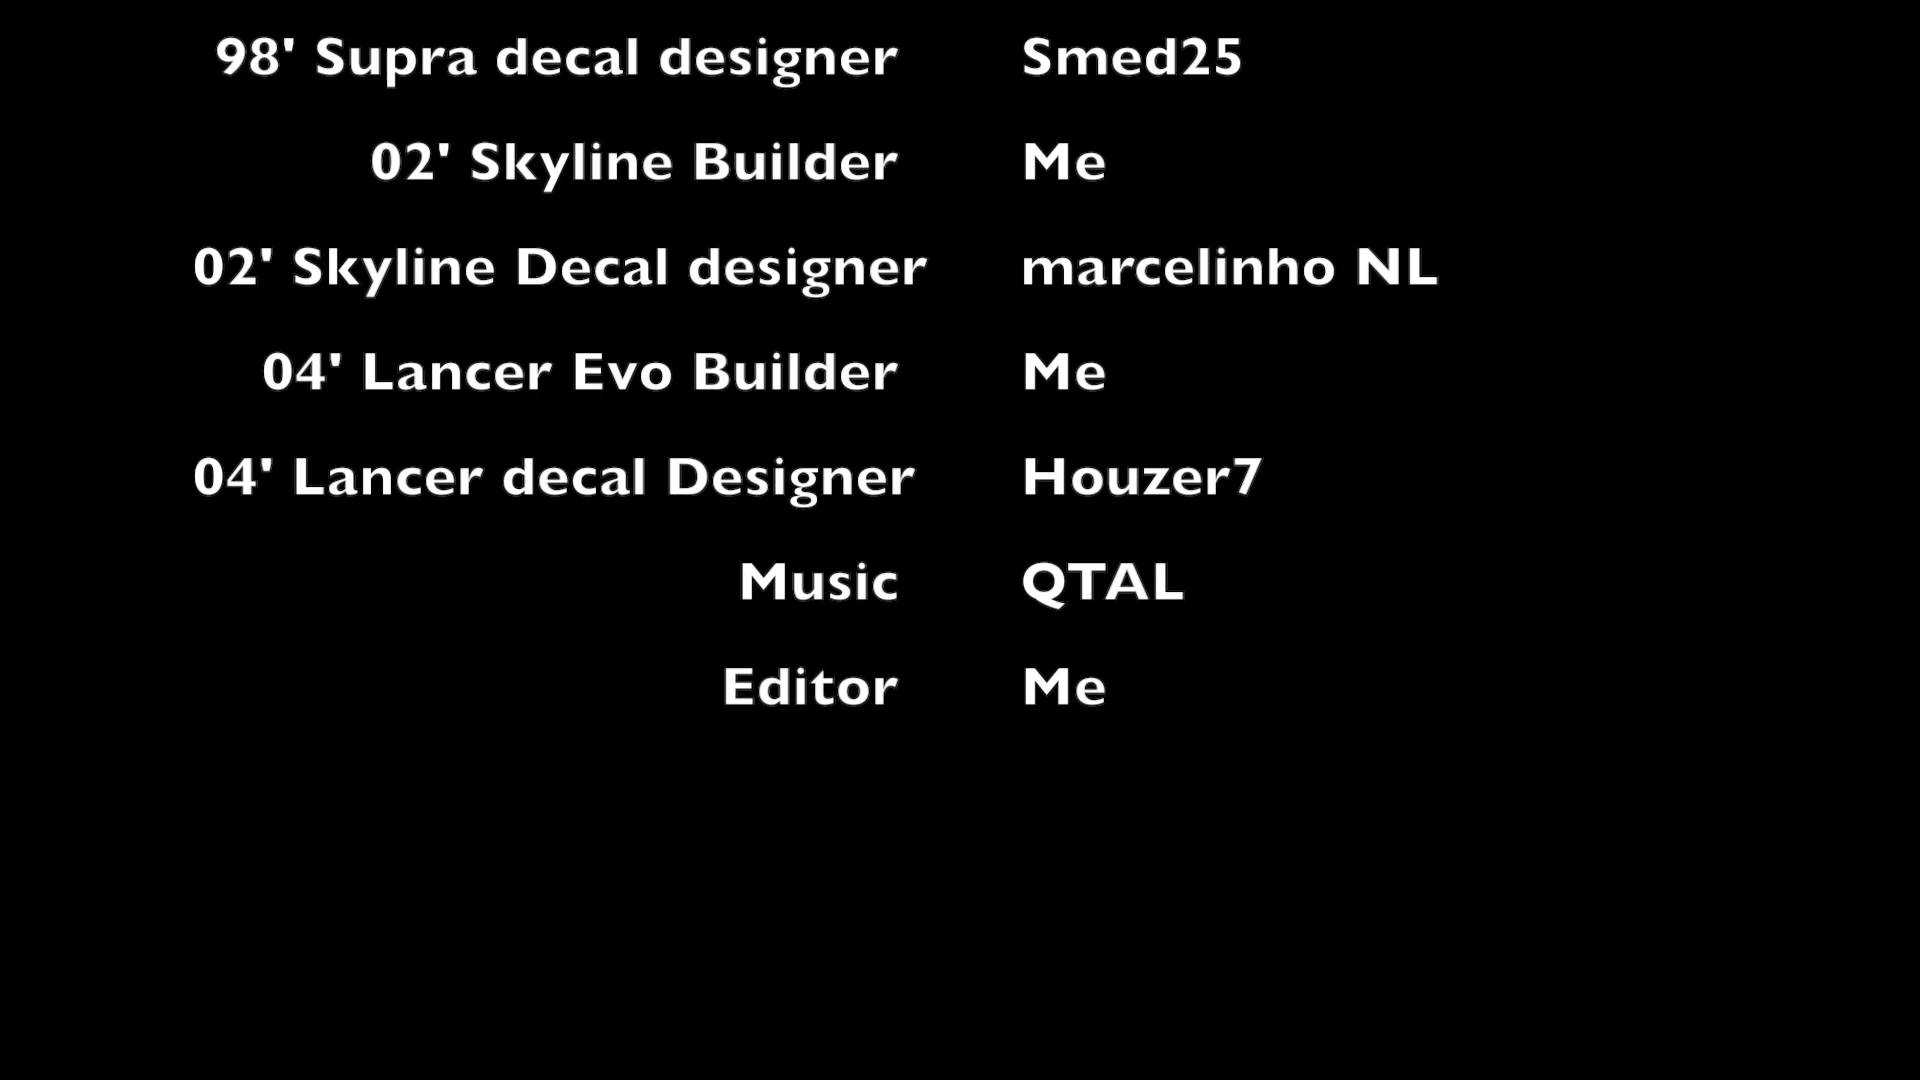 98' Supra decal designer Smed25
02' Skyline Builder Me
02' Skyline Decal designer marcelinho NL
04' Lancer Evo Builder Me
04' Lancer decal Designer Houzer7
Music QTAL
Editor Me